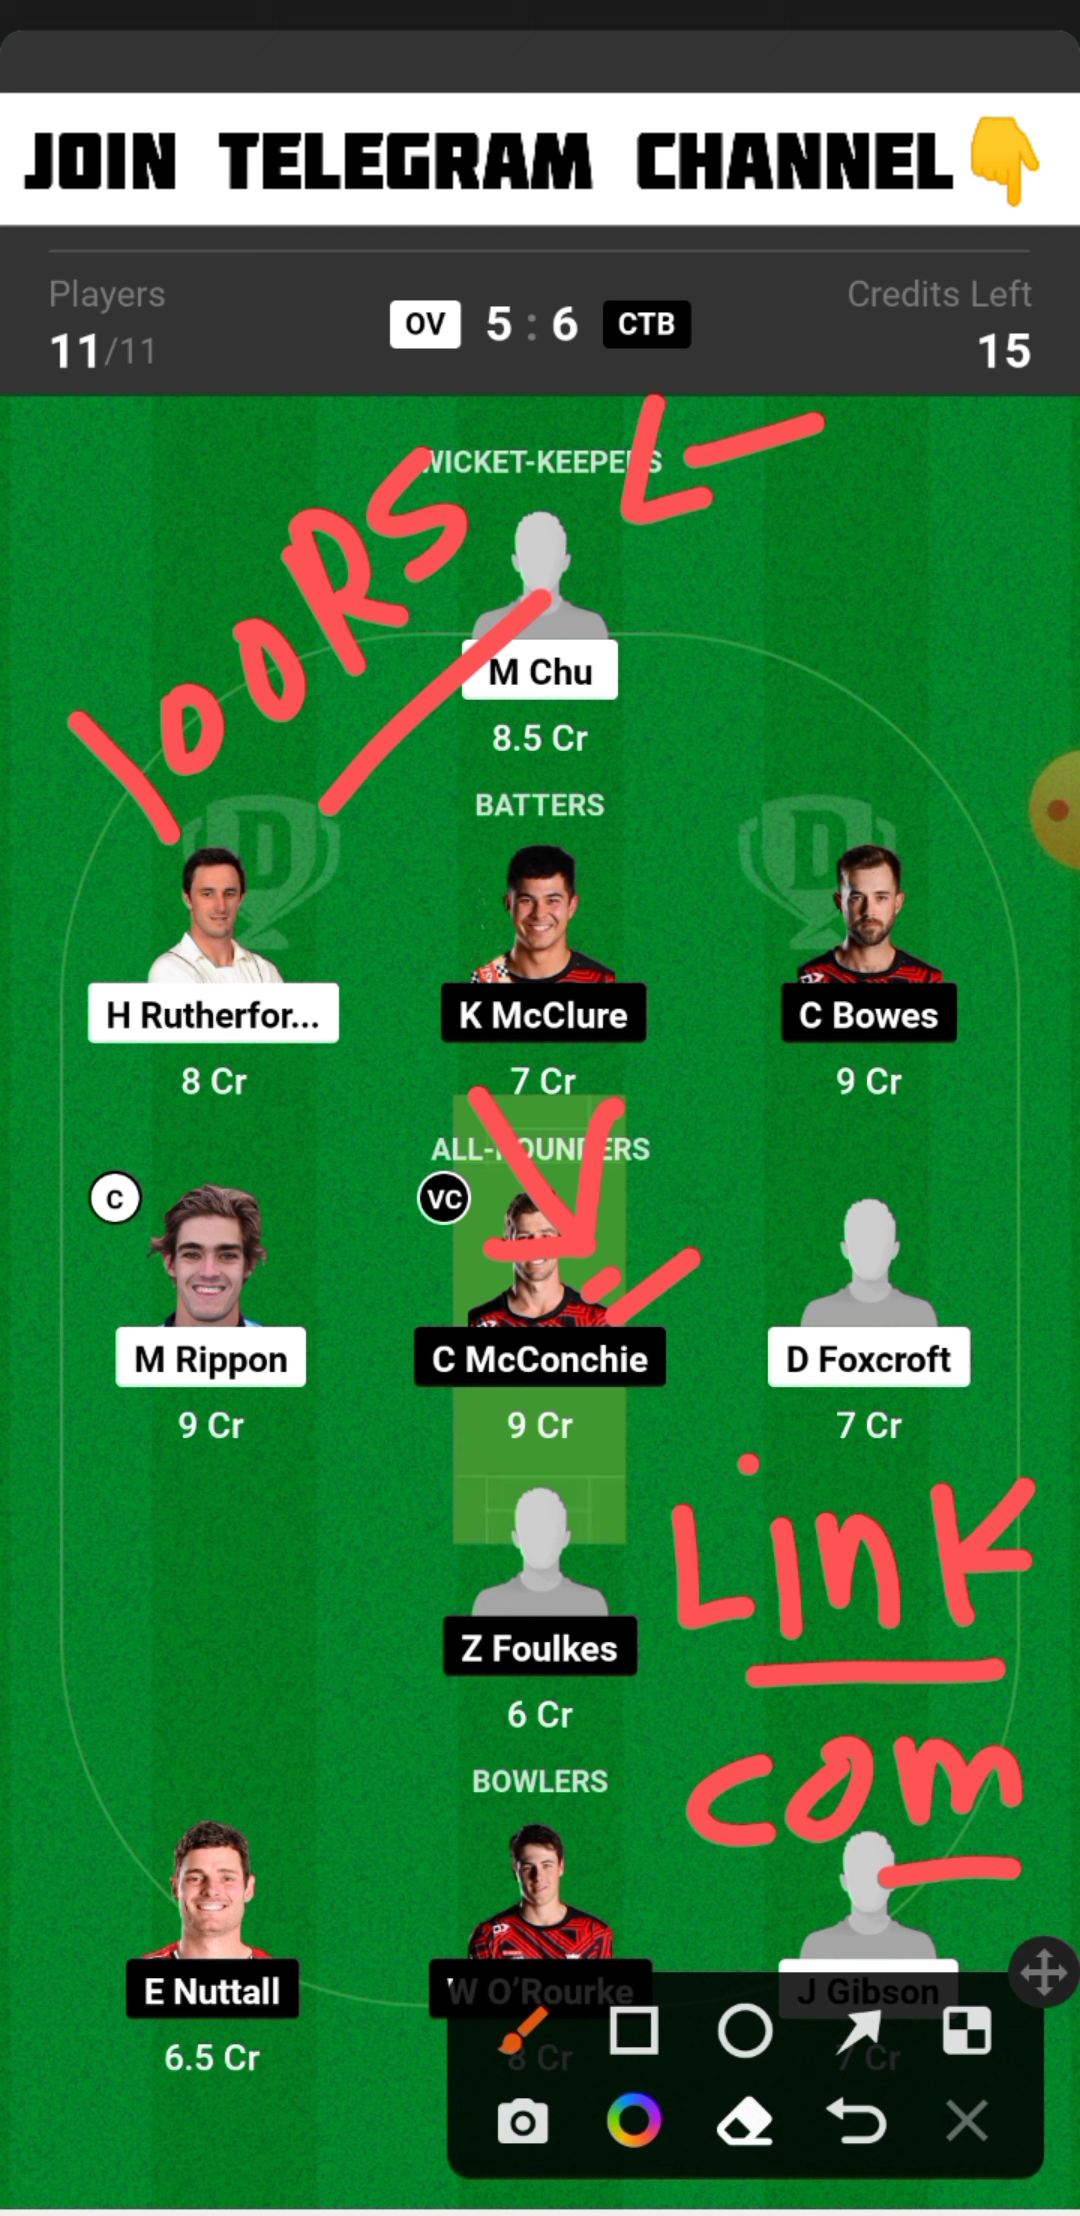 JOIN TELEGRAM CHANNEL👇
Players
Credits Left
11/11
OV 5 : 6 CTB
15
WICKET-KEEPERS
100RS
M Chu
8.5 Cr
BATTERS
H Rutherfor...
K McClure
C Bowes
8 Cr
7 Cr
9 Cr
ALL-ROUNDERS
C
VC
M Rippon
C McConchie
D Foxcroft
9 Cr
9 Cr
7 Cr
Link
Z Foulkes
6 Cr
BOWLERS
com
E Nuttall
W O'Rourke
J Gibson
6.5 Cr
8 Cr
7 Cr